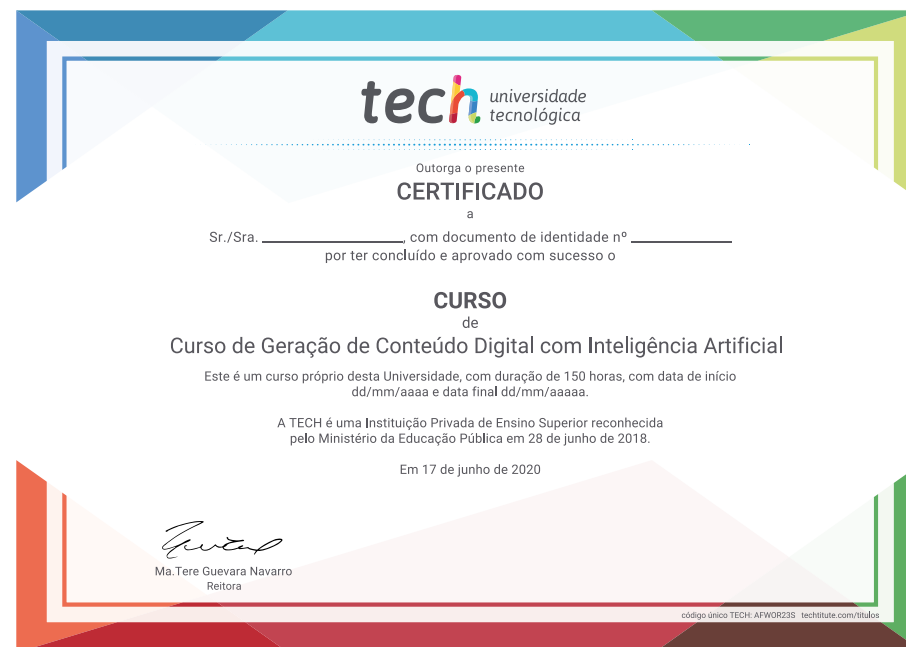 tech universidade
tecnológica
Outorga o presente
CERTIFICADO
a
Sr./Sra. ____________, com documento de identidade nº ____________
por ter concluído e aprovado com sucesso o
CURSO
de
Curso de Geração de Conteúdo Digital com Inteligência Artificial
Este é um curso próprio desta Universidade, com duração de 150 horas, com data de início
dd/mm/aaaa e data final dd/mm/aaaaa.
A TECH é uma Instituição Privada de Ensino Superior reconhecida
pelo Ministério da Educação Pública em 28 de junho de 2018.
Em 17 de junho de 2020
Ma.Tere Guevara Navarro
Reitora
código único TECH: AFWOR23S techtitute.com/títulos